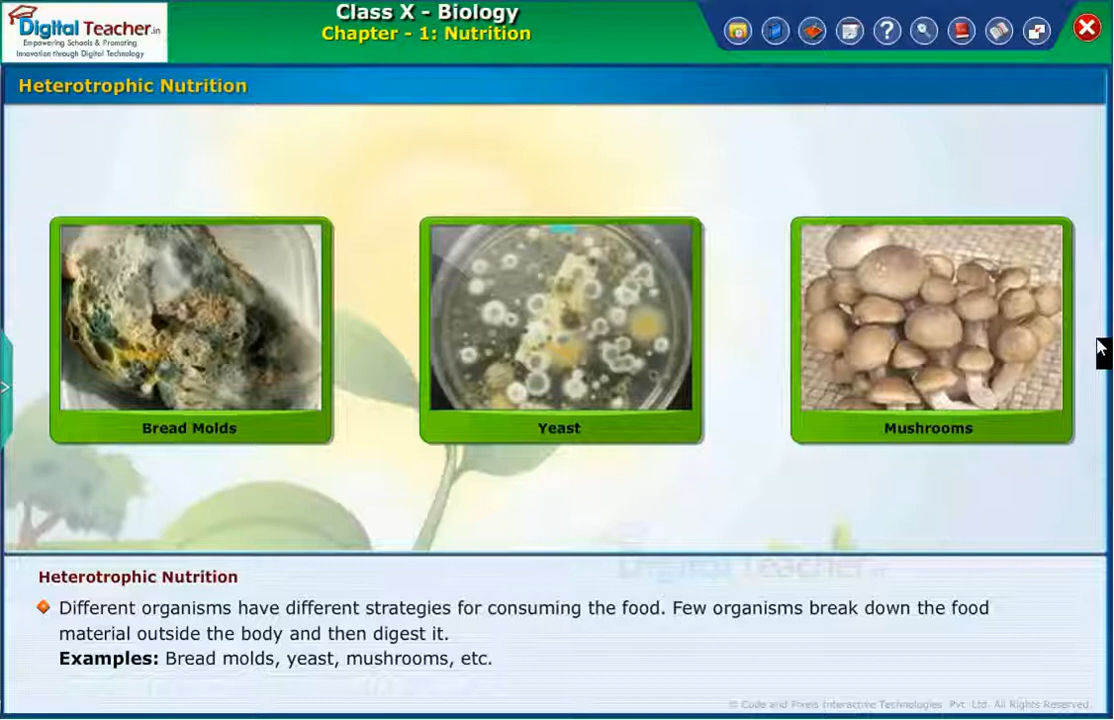 Digital Teacher.in
Empowering Schools & Promoting
Innovation through Digital Technology
Class X - Biology
Chapter - 1: Nutrition
Heterotrophic Nutrition
Bread Molds
Yeast
Mushrooms
Digital Teacher.in
Heterotrophic Nutrition
Different organisms have different strategies for consuming the food. Few organisms break down the food
material outside the body and then digest it.
Examples: Bread molds, yeast, mushrooms, etc.
© Code and Pixels Interactive Technologies Pvt. Ltd. All Rights Reserved.